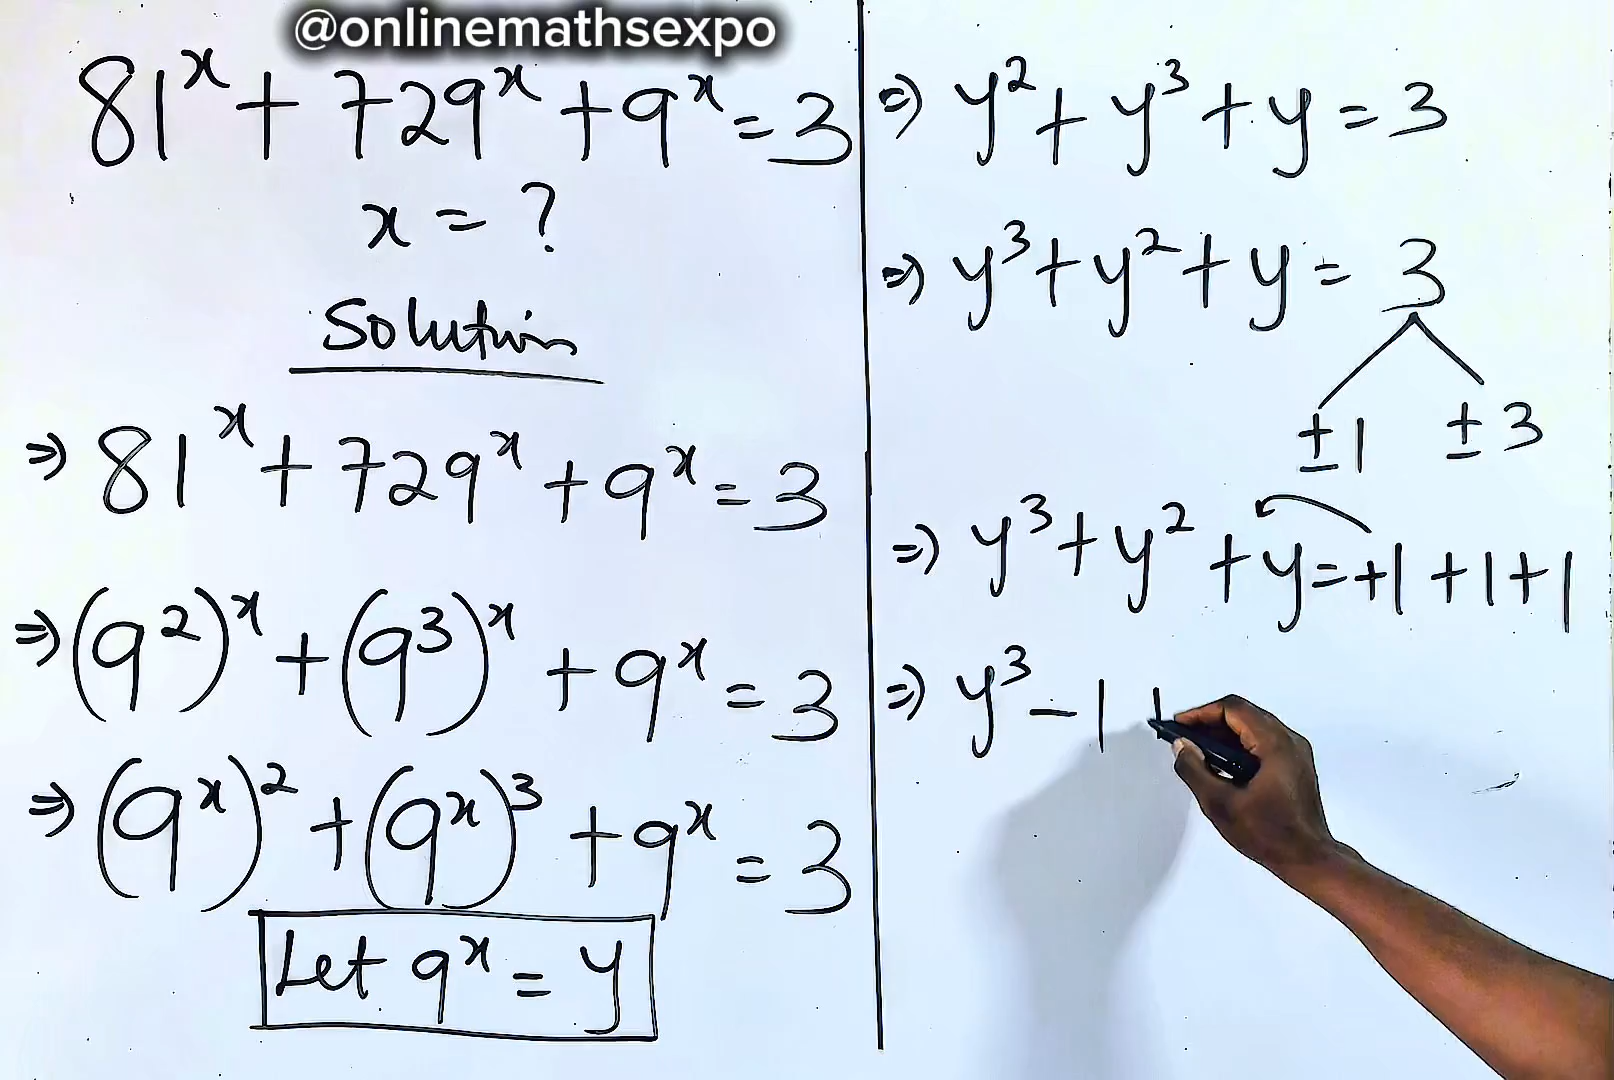 @onlinemathsexpo
81^x + 729^x + 9^x = 3
x = ?
Solution
⇒ 81^x + 729^x + 9^x = 3
⇒ (9^2)^x + (9^3)^x + 9^x = 3
⇒ (9^x)^2 + (9^x)^3 + 9^x = 3
Let 9^x = y
⇒ y^2 + y^3 + y = 3
⇒ y^3 + y^2 + y = 3
±1 ±3
⇒ y^3 + y^2 + y = +1 +1 +1
⇒ y^3 - 1